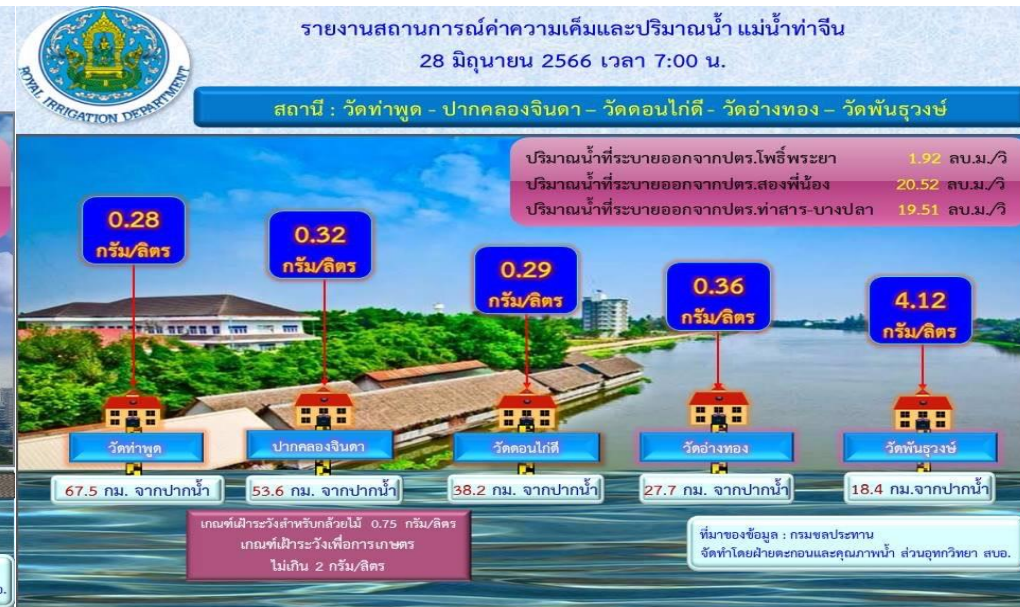 รายงานสถานการณ์ค่าความเค็มและปริมาณน้ำ แม่น้ำท่าจีน
28 มิถุนายน 2566 เวลา 7:00 น.
ROYAL IRRIGATION DEPARTMENT
สถานี : วัดท่าพูด - ปากคลองจินดา – วัดดอนไก่ดี - วัดอ่างทอง – วัดพันธุวงษ์
ปริมาณน้ำที่ระบายออกจากปตร.โพธิ์พระยา 1.92 ลบ.ม./วิ
ปริมาณน้ำที่ระบายออกจากปตร.สองพี่น้อง 20.52 ลบ.ม./วิ
ปริมาณน้ำที่ระบายออกจากปตร.ท่าสาร-บางปลา 19.51 ลบ.ม./วิ
0.28
กรัม/ลิตร
0.32
กรัม/ลิตร
0.29
กรัม/ลิตร
0.36
กรัม/ลิตร
4.12
กรัม/ลิตร
วัดท่าพูด
ปากคลองจินดา
วัดดอนไก่ดี
วัดอ่างทอง
วัดพันธุวงษ์
67.5 กม. จากปากน้ำ
53.6 กม. จากปากน้ำ
38.2 กม. จากปากน้ำ
27.7 กม. จากปากน้ำ
18.4 กม.จากปากน้ำ
เกณฑ์เฝ้าระวังสำหรับกล้วยไม้ 0.75 กรัม/ลิตร
เกณฑ์เฝ้าระวังเพื่อการเกษตร
ไม่เกิน 2 กรัม/ลิตร
ที่มาของข้อมูล : กรมชลประทาน
จัดทำโดยฝ่ายตะกอนและคุณภาพน้ำ ส่วนอุทกวิทยา สบอ.